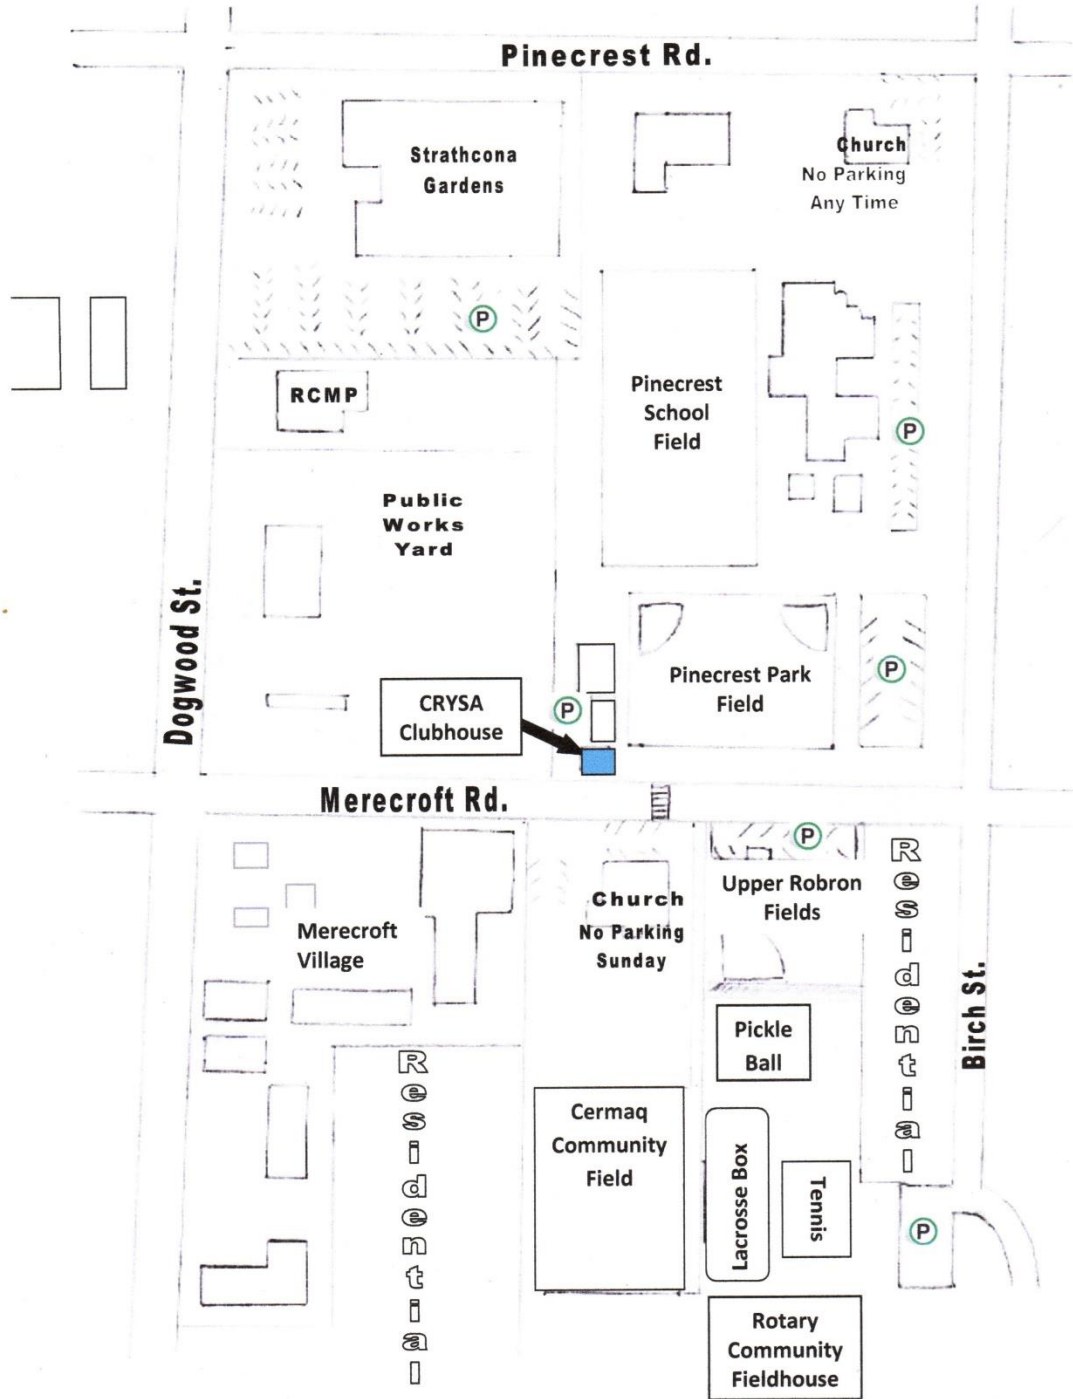 Pinecrest Rd.
Strathcona
Gardens
Church
No Parking
Any Time
P
RCMP
Pinecrest
School
Field
P
Public
Works
Yard
Dogwood St.
CRYSA
Clubhouse
P
Pinecrest Park
Field
P
Merecroft Rd.
P
Church
No Parking
Sunday
Upper Robron
Fields
Residential
Merecroft
Village
Birch St.
Pickle
Ball
Residential
Cermaq
Community
Field
Lacrosse Box
Tennis
P
Rotary
Community
Fieldhouse